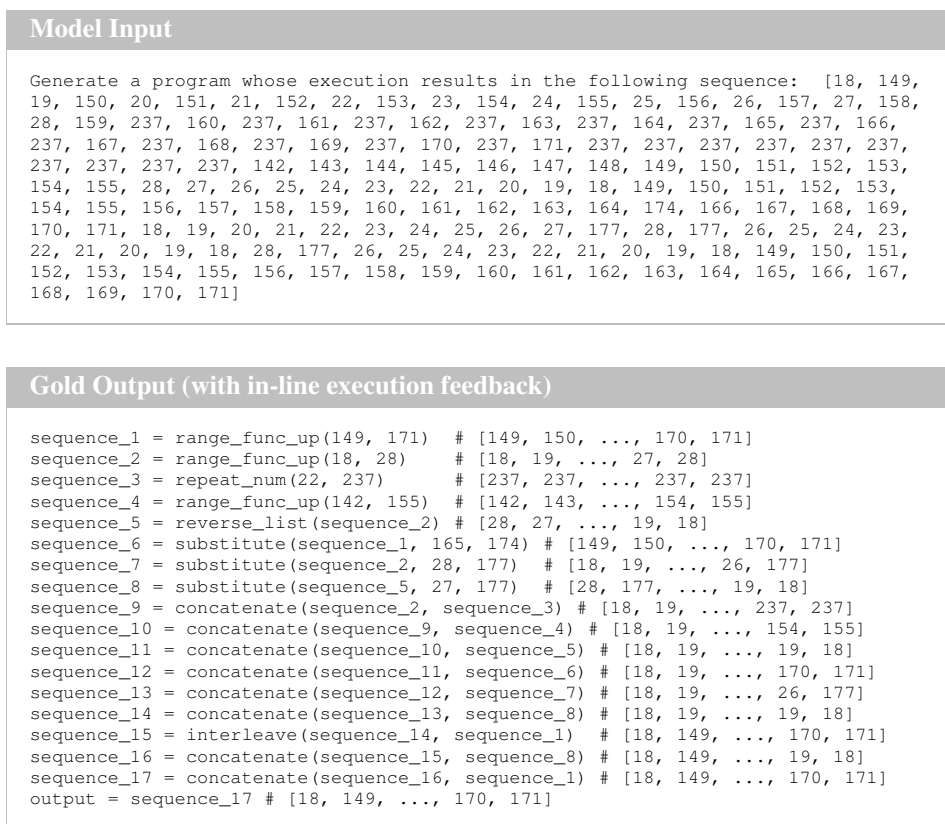 Model Input
Generate a program whose execution results in the following sequence: [18, 149,
19, 150, 20, 151, 21, 152, 22, 153, 23, 154, 24, 155, 25, 156, 26, 157, 27, 158,
28, 159, 237, 160, 237, 161, 237, 162, 237, 163, 237, 164, 237, 165, 237, 166,
237, 167, 237, 168, 237, 169, 237, 170, 237, 171, 237, 237, 237, 237, 237, 237,
237, 237, 237, 237, 142, 143, 144, 145, 146, 147, 148, 149, 150, 151, 152, 153,
154, 155, 28, 27, 26, 25, 24, 23, 22, 21, 20, 19, 18, 149, 150, 151, 152, 153,
154, 155, 156, 157, 158, 159, 160, 161, 162, 163, 164, 174, 166, 167, 168, 169,
170, 171, 18, 19, 20, 21, 22, 23, 24, 25, 26, 27, 177, 28, 177, 26, 25, 24, 23,
22, 21, 20, 19, 18, 28, 177, 26, 25, 24, 23, 22, 21, 20, 19, 18, 149, 150, 151,
152, 153, 154, 155, 156, 157, 158, 159, 160, 161, 162, 163, 164, 165, 166, 167,
168, 169, 170, 171]
Gold Output (with in-line execution feedback)
sequence_1 = range_func_up(149, 171) # [149, 150, ..., 170, 171]
sequence_2 = range_func_up(18, 28) # [18, 19, ..., 27, 28]
sequence_3 = repeat_num(22, 237) # [237, 237, ..., 237, 237]
sequence_4 = range_func_up(142, 155) # [142, 143, ..., 154, 155]
sequence_5 = reverse_list(sequence_2) # [28, 27, ..., 19, 18]
sequence_6 = substitute(sequence_1, 165, 174) # [149, 150, ..., 170, 171]
sequence_7 = substitute(sequence_2, 28, 177) # [18, 19, ..., 26, 177]
sequence_8 = substitute(sequence_5, 27, 177) # [28, 177, ..., 19, 18]
sequence_9 = concatenate(sequence_2, sequence_3) # [18, 19, ..., 237, 237]
sequence_10 = concatenate(sequence_9, sequence_4) # [18, 19, ..., 154, 155]
sequence_11 = concatenate(sequence_10, sequence_5) # [18, 19, ..., 19, 18]
sequence_12 = concatenate(sequence_11, sequence_6) # [18, 19, ..., 170, 171]
sequence_13 = concatenate(sequence_12, sequence_7) # [18, 19, ..., 26, 177]
sequence_14 = concatenate(sequence_13, sequence_8) # [18, 19, ..., 19, 18]
sequence_15 = interleave(sequence_14, sequence_1) # [18, 149, ..., 170, 171]
sequence_16 = concatenate(sequence_15, sequence_8) # [18, 149, ..., 19, 18]
sequence_17 = concatenate(sequence_16, sequence_1) # [18, 149, ..., 170, 171]
output = sequence_17 # [18, 149, ..., 170, 171]